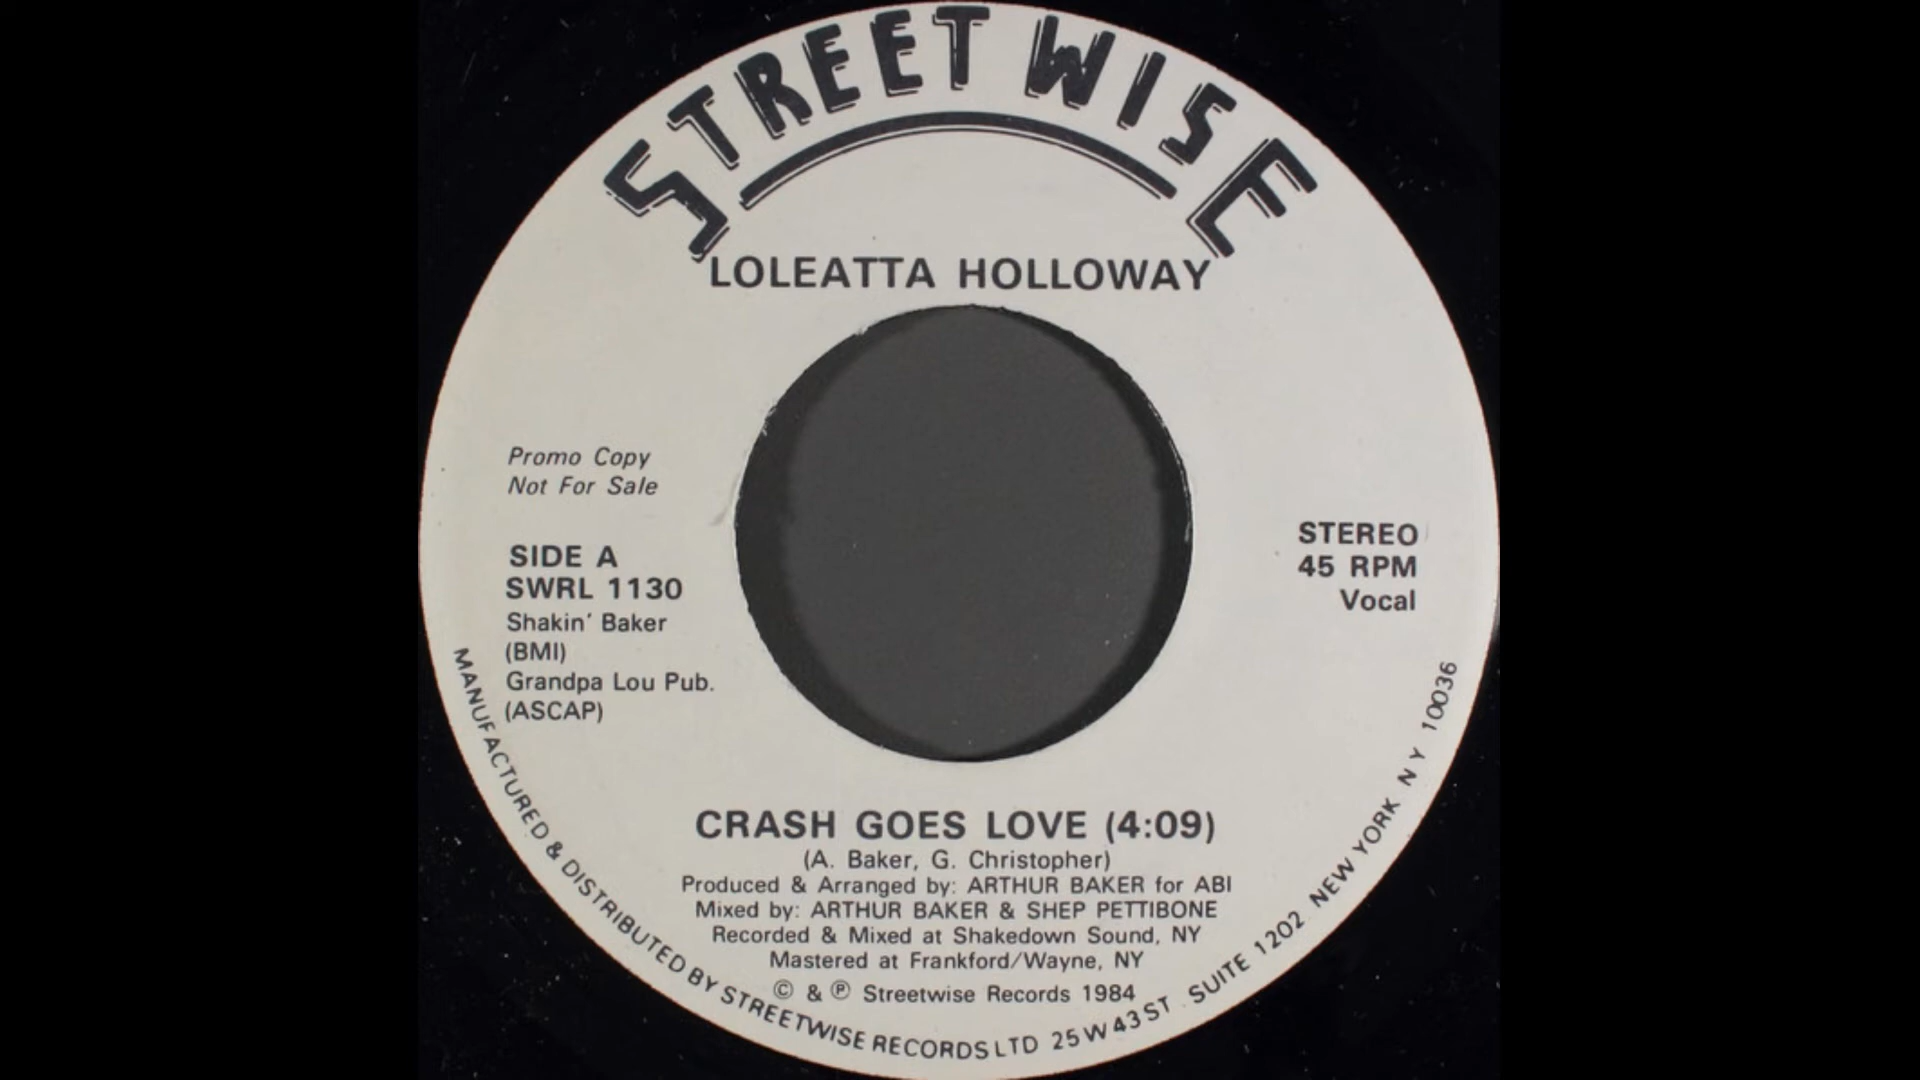 STREETWISE
LOLEATTA HOLLOWAY
Promo Copy
Not For Sale
SIDE A
SWRL 1130
Shakin' Baker
(BMI)
Grandpa Lou Pub.
(ASCAP)
STEREO
45 RPM
Vocal
CRASH GOES LOVE (4:09)
(A. Baker, G. Christopher)
Produced & Arranged by: ARTHUR BAKER for ABI
Mixed by: ARTHUR BAKER & SHEP PETTIBONE
Recorded & Mixed at Shakedown Sound, NY
Mastered at Frankford/Wayne, NY
© & ℗ Streetwise Records 1984
MANUFACTURED & DISTRIBUTED BY STREETWISE RECORDS LTD 25 W 43 ST. SUITE 1202 NEW YORK N Y 10036